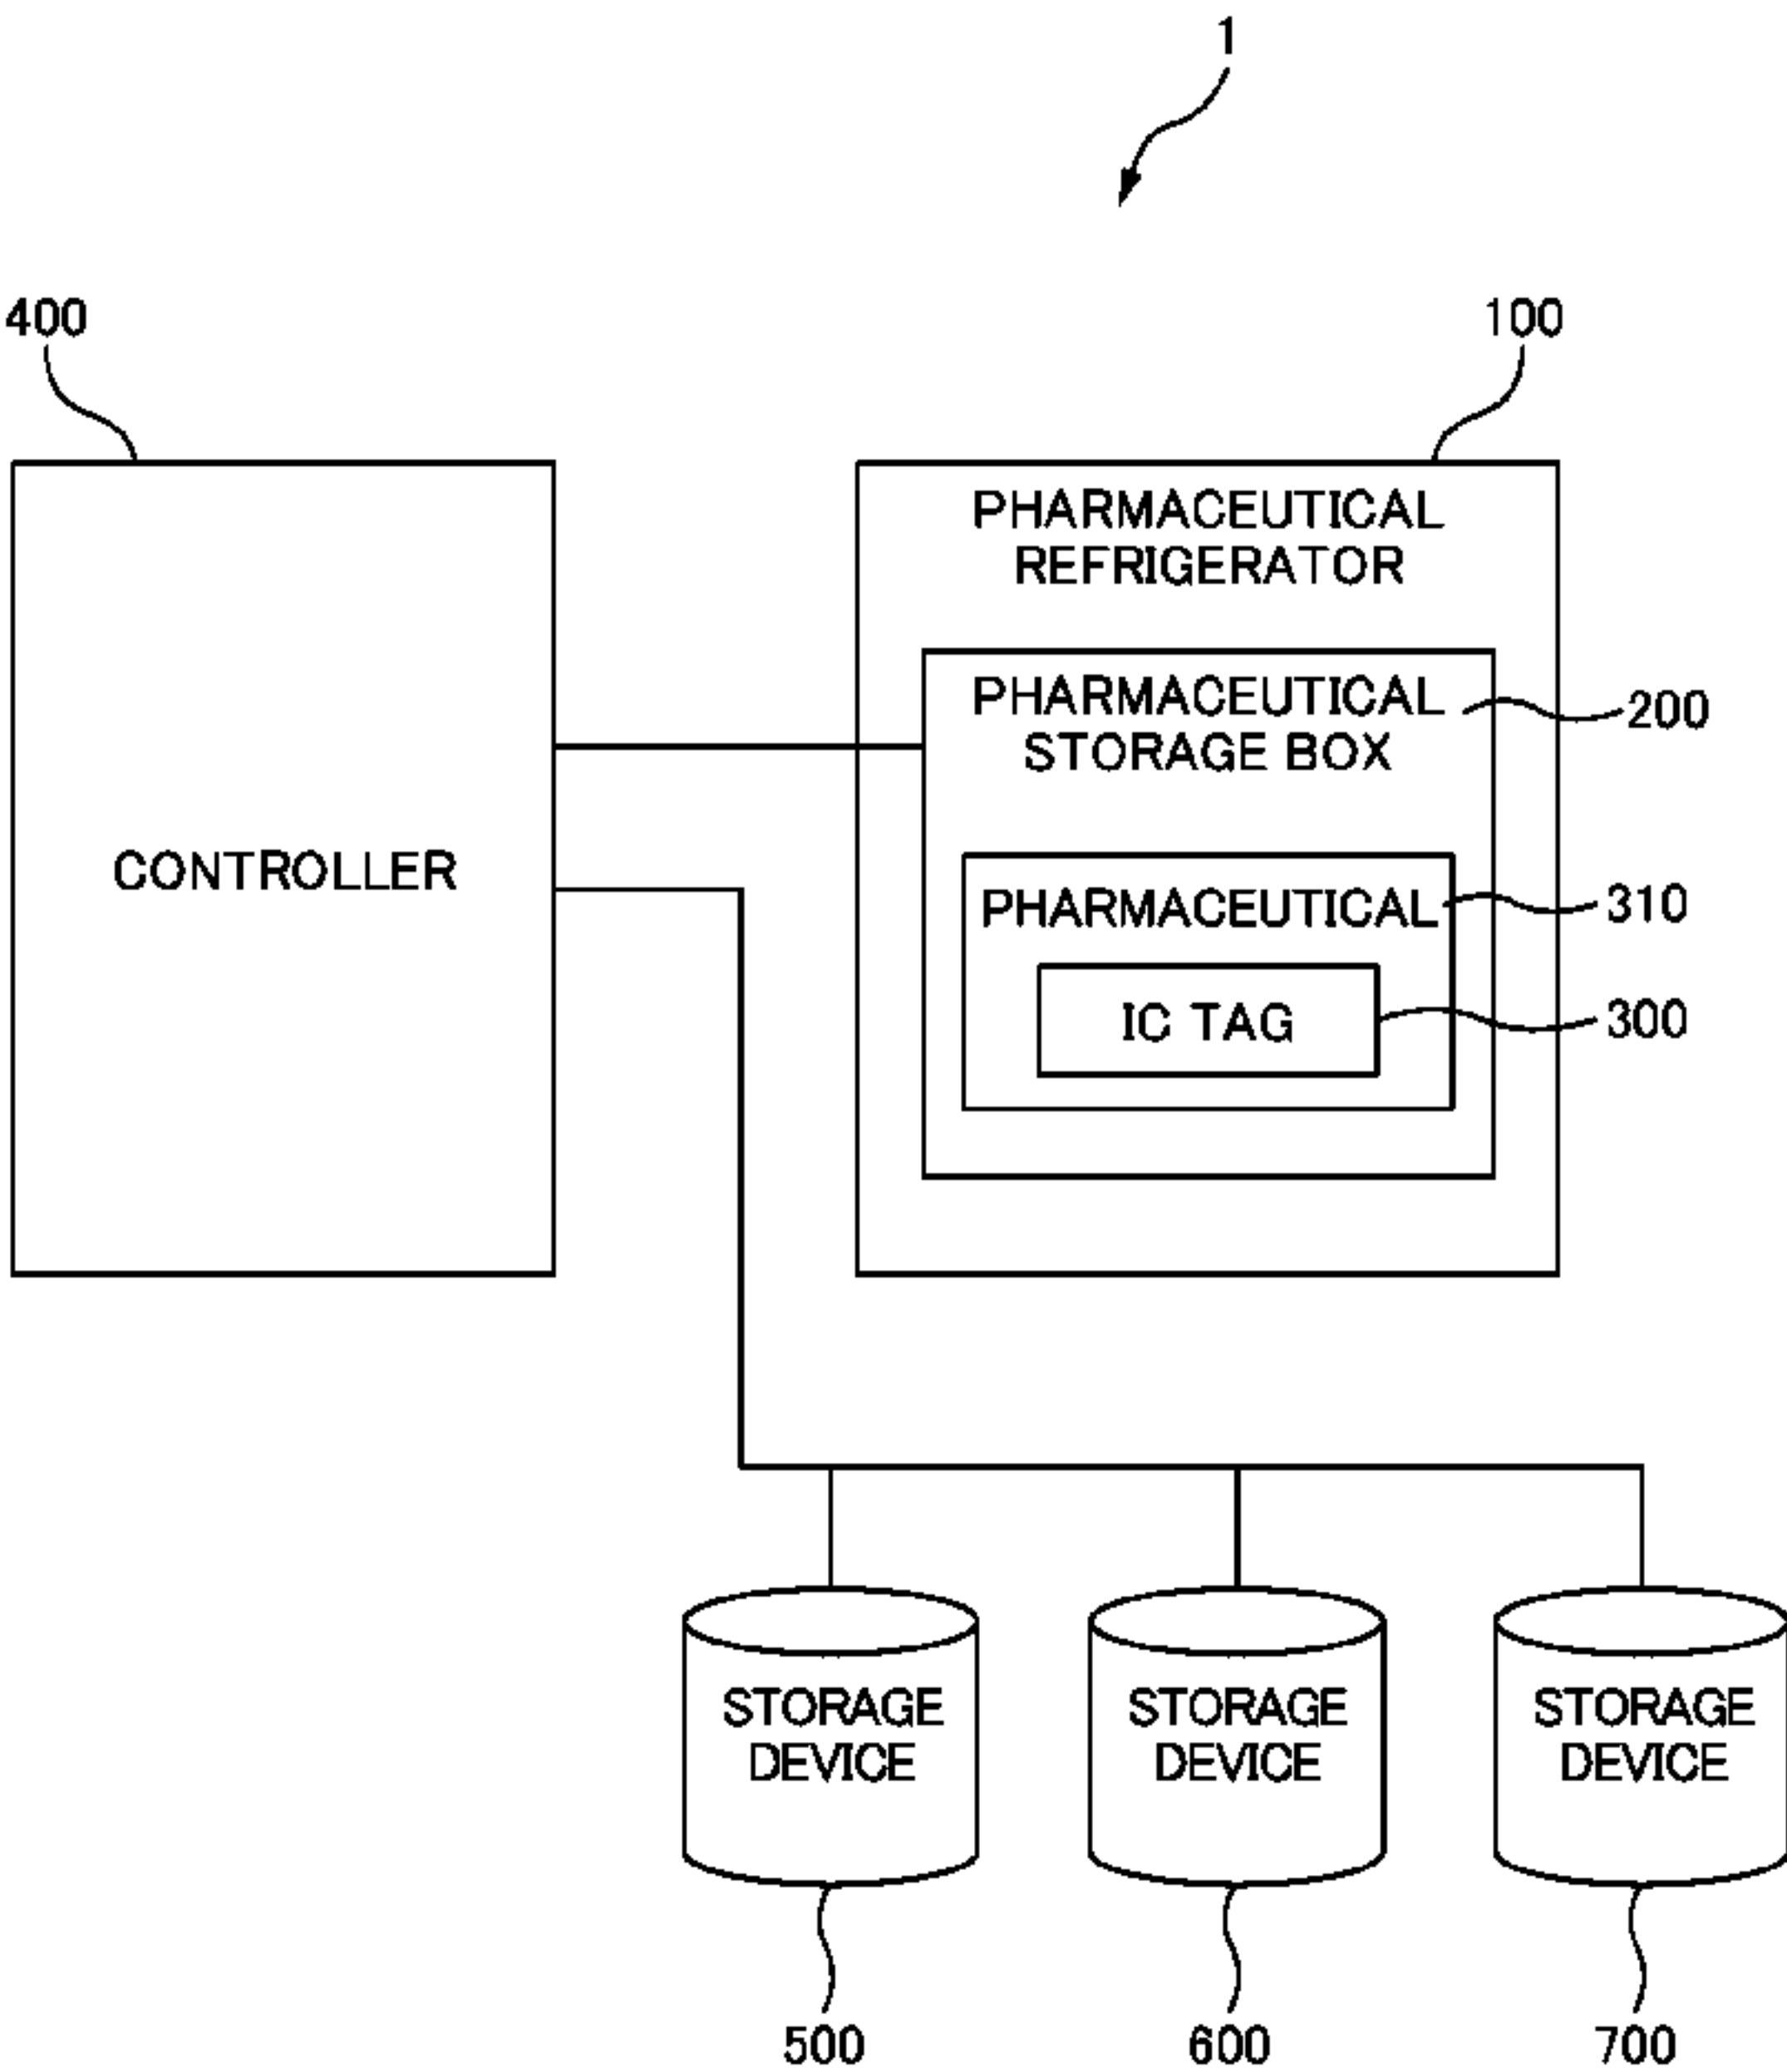 1
400
100
PHARMACEUTICAL
REFRIGERATOR
PHARMACEUTICAL
STORAGE BOX
200
CONTROLLER
PHARMACEUTICAL
310
IC TAG
300
STORAGE
DEVICE
STORAGE
DEVICE
STORAGE
DEVICE
500
600
700